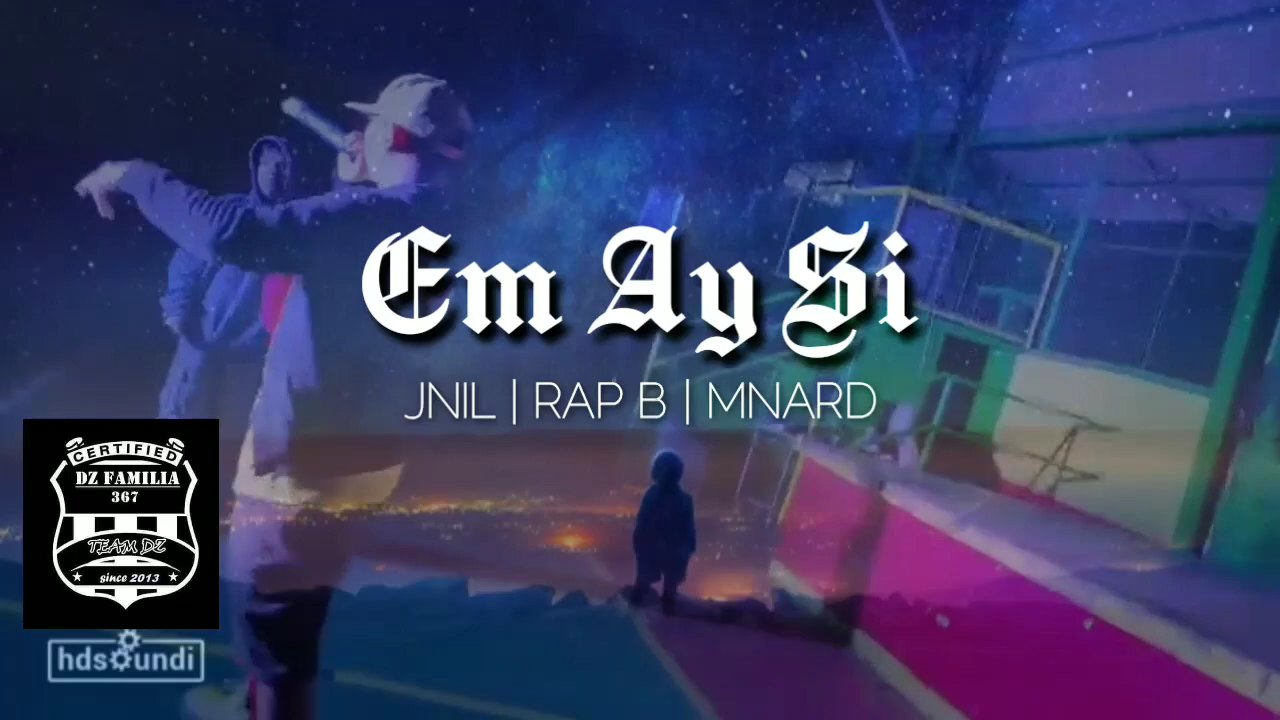 Em Ay Si
JNIL | RAP B | MNARD
CERTIFIED
DZ FAMILIA
367
TEAM DZ
since 2013
hdsoundi